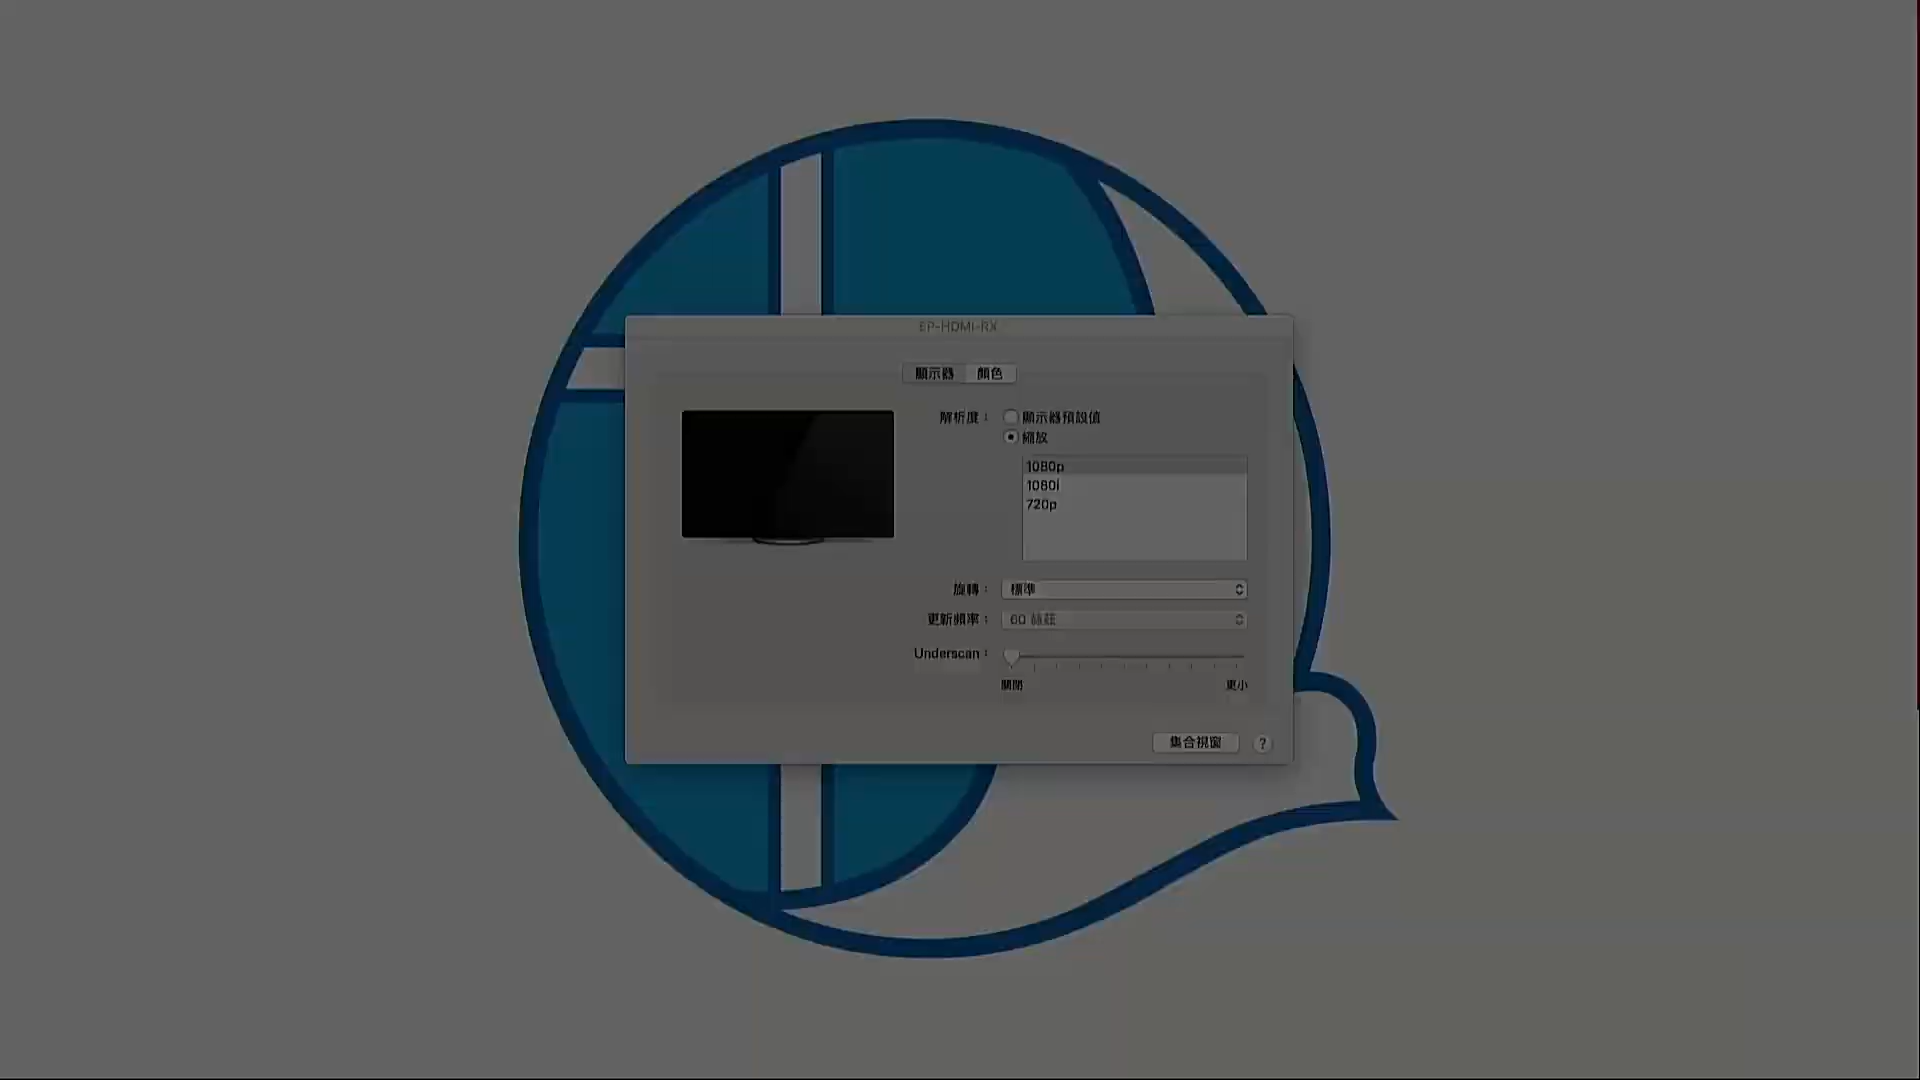 EP-HDMI-RX
顯示器 顏色
解析度： 顯示器預設值
縮放
1080p
1080i
720p
旋轉： 標準
更新頻率： 60 赫茲
Underscan：
關閉 更小
集合視窗 ?